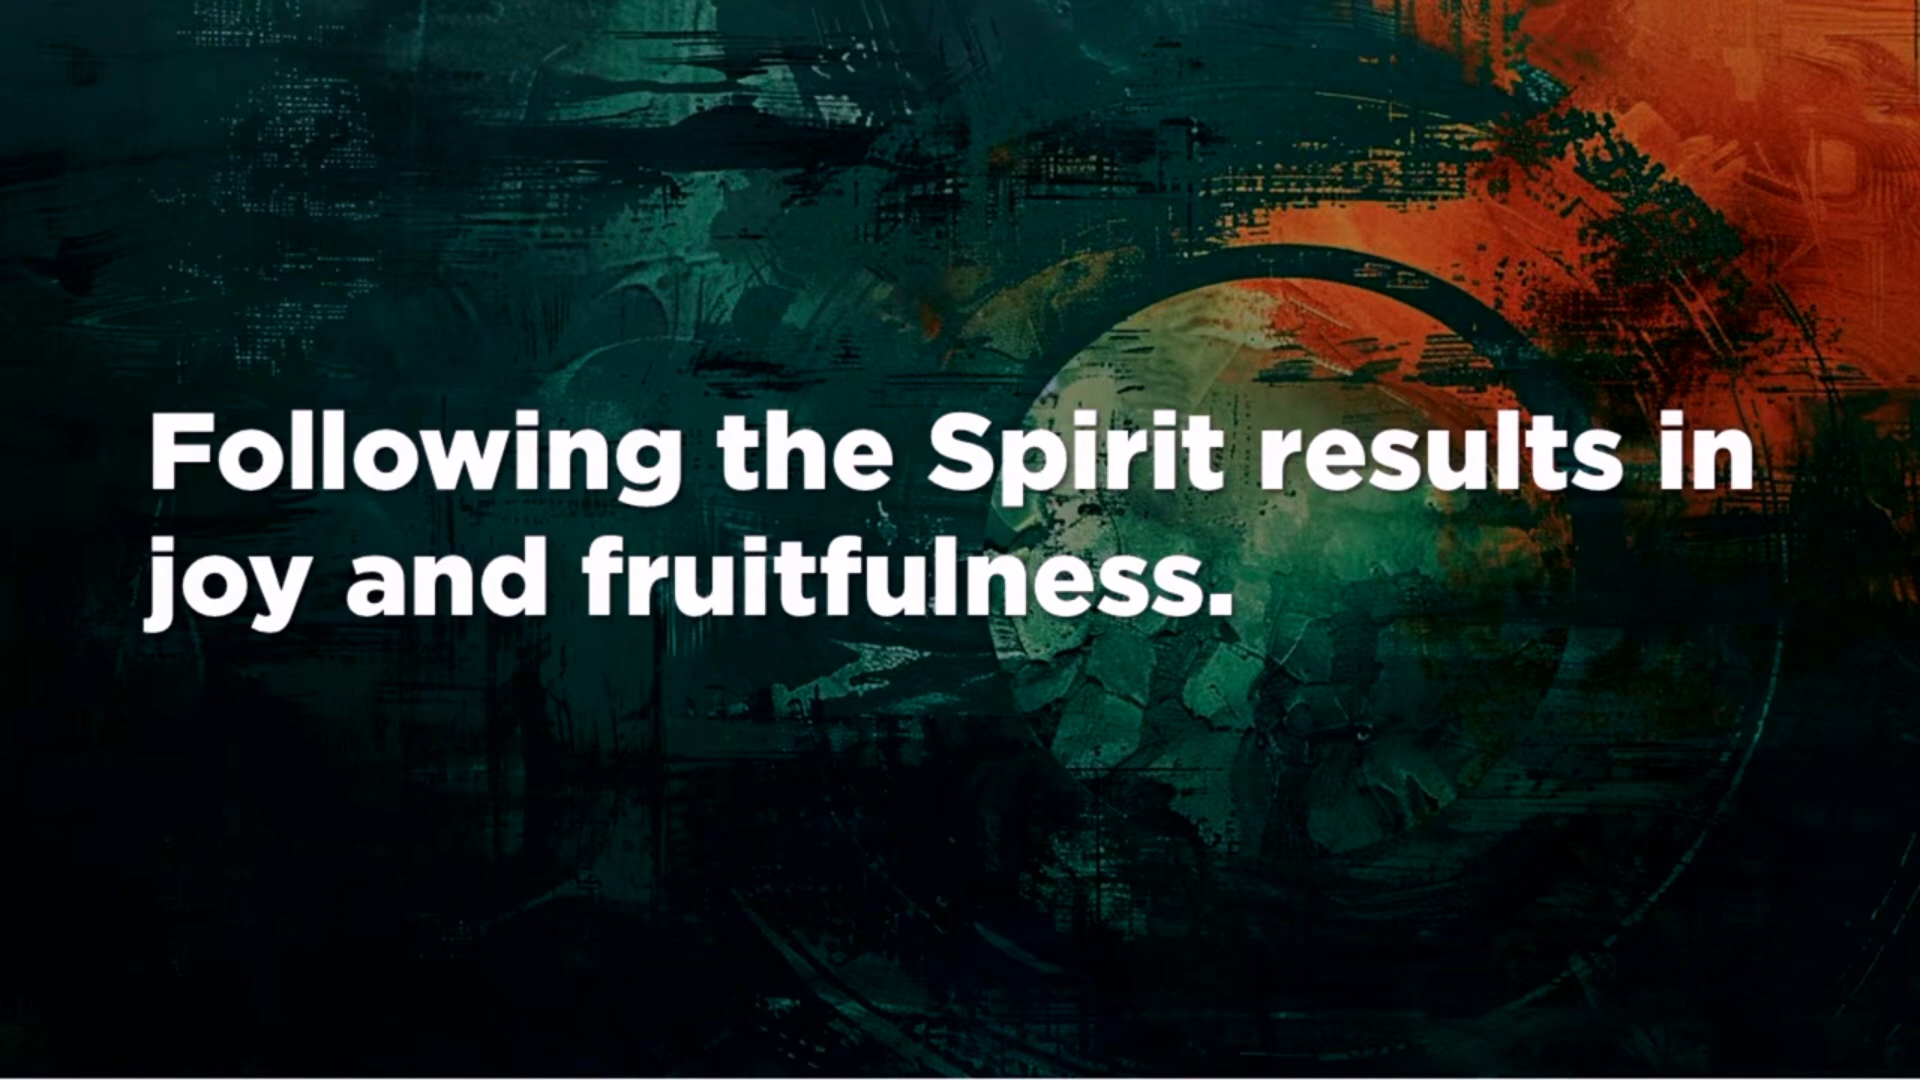 Following the Spirit results in
joy and fruitfulness.